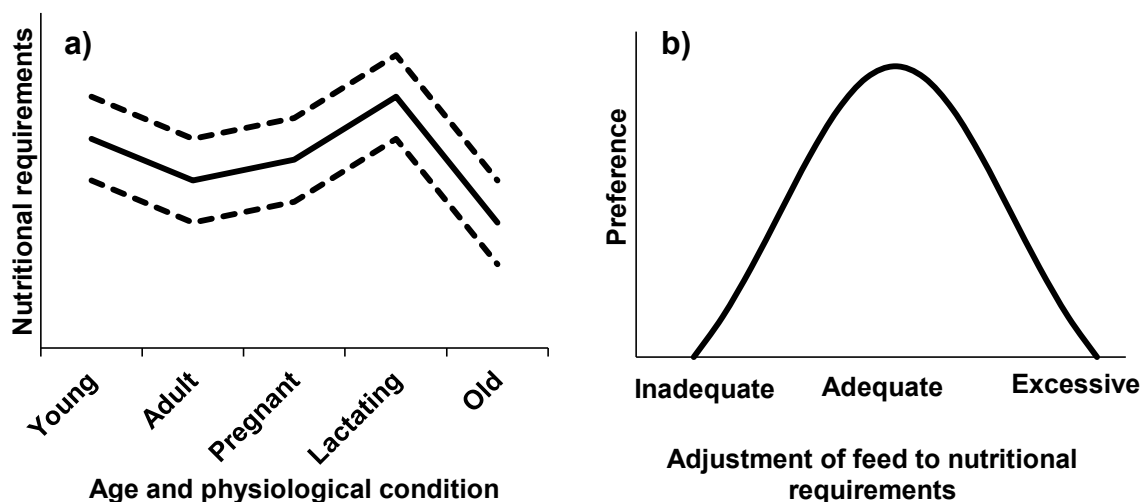 a)
Nutritional requirements
Young
Adult
Pregnant
Lactating
Old
Age and physiological condition
b)
Preference
Inadequate
Adequate
Excessive
Adjustment of feed to nutritional
requirements